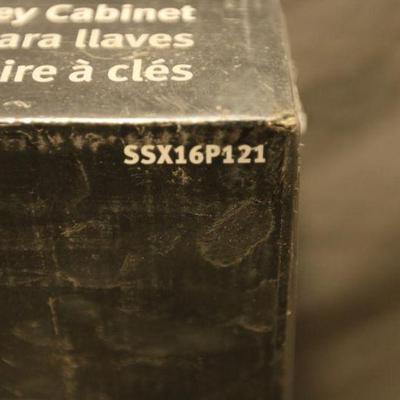 ey Cabinet
ara llaves
ire à clés
SSX16P121